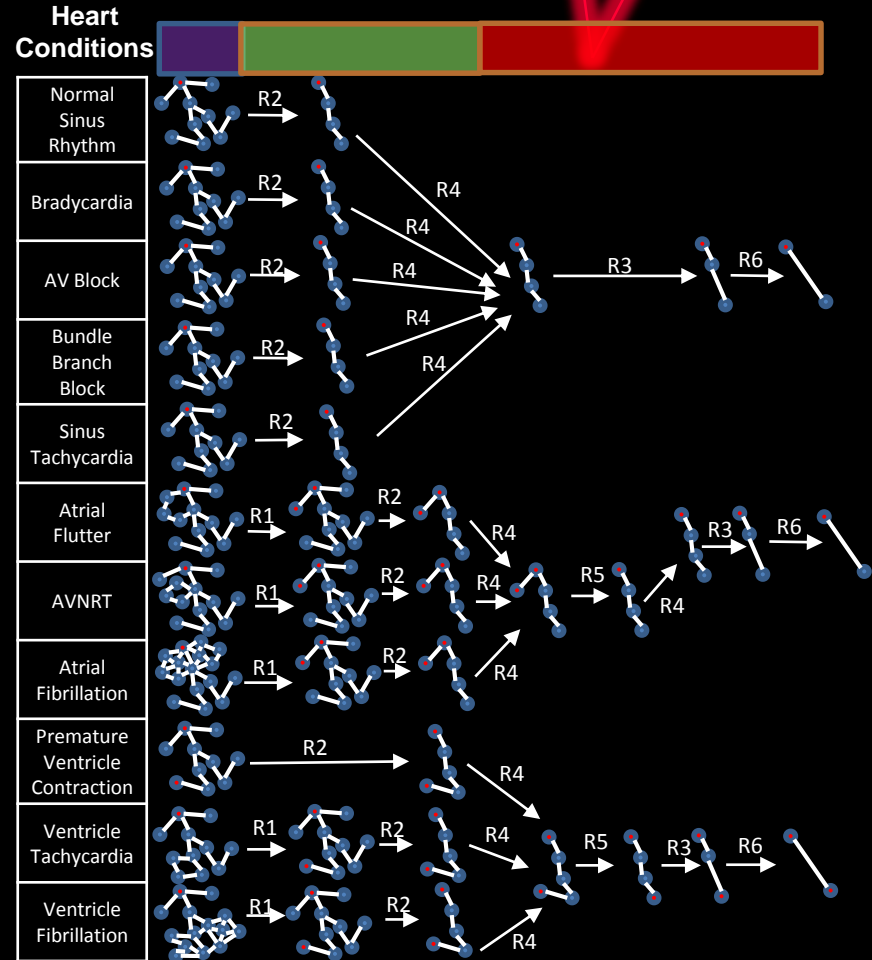 Heart
Conditions
Normal
Sinus
Rhythm
R2
R4
Bradycardia
R2
R4
AV Block
R2
R4
R3
R6
Bundle
Branch
Block
R2
R4
R4
Sinus
Tachycardia
R2
Atrial
Flutter
R1
R2
R4
R3
R6
AVNRT
R1
R2
R4
R5
R4
Atrial
Fibrillation
R1
R2
R4
Premature
Ventricle
Contraction
R2
R4
Ventricle
Tachycardia
R1
R2
R4
R5
R3
R6
Ventricle
Fibrillation
R1
R2
R4